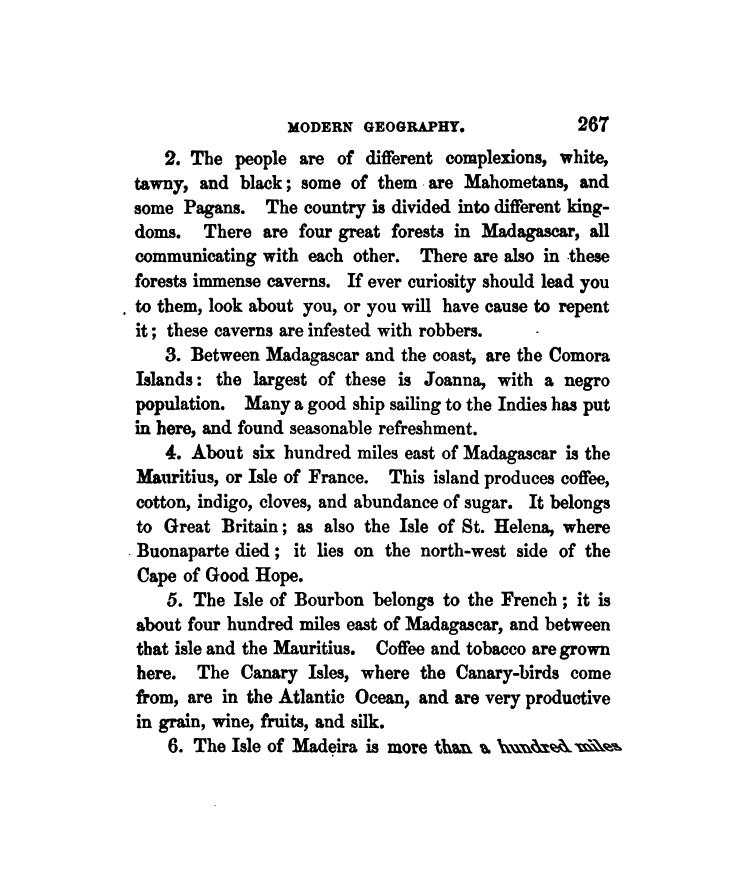 MODERN GEOGRAPHY. 267
2. The people are of different complexions, white,
tawny, and black; some of them are Mahometans, and
some Pagans. The country is divided into different king-
doms. There are four great forests in Madagascar, all
communicating with each other. There are also in these
forests immense caverns. If ever curiosity should lead you
to them, look about you, or you will have cause to repent
it; these caverns are infested with robbers.
3. Between Madagascar and the coast, are the Comora
Islands: the largest of these is Joanna, with a negro
population. Many a good ship sailing to the Indies has put
in here, and found seasonable refreshment.
4. About six hundred miles east of Madagascar is the
Mauritius, or Isle of France. This island produces coffee,
cotton, indigo, cloves, and abundance of sugar. It belongs
to Great Britain; as also the Isle of St. Helena, where
Buonaparte died; it lies on the north-west side of the
Cape of Good Hope.
5. The Isle of Bourbon belongs to the French; it is
about four hundred miles east of Madagascar, and between
that isle and the Mauritius. Coffee and tobacco are grown
here. The Canary Isles, where the Canary-birds come
from, are in the Atlantic Ocean, and are very productive
in grain, wine, fruits, and silk.
6. The Isle of Madeira is more than a hundred miles